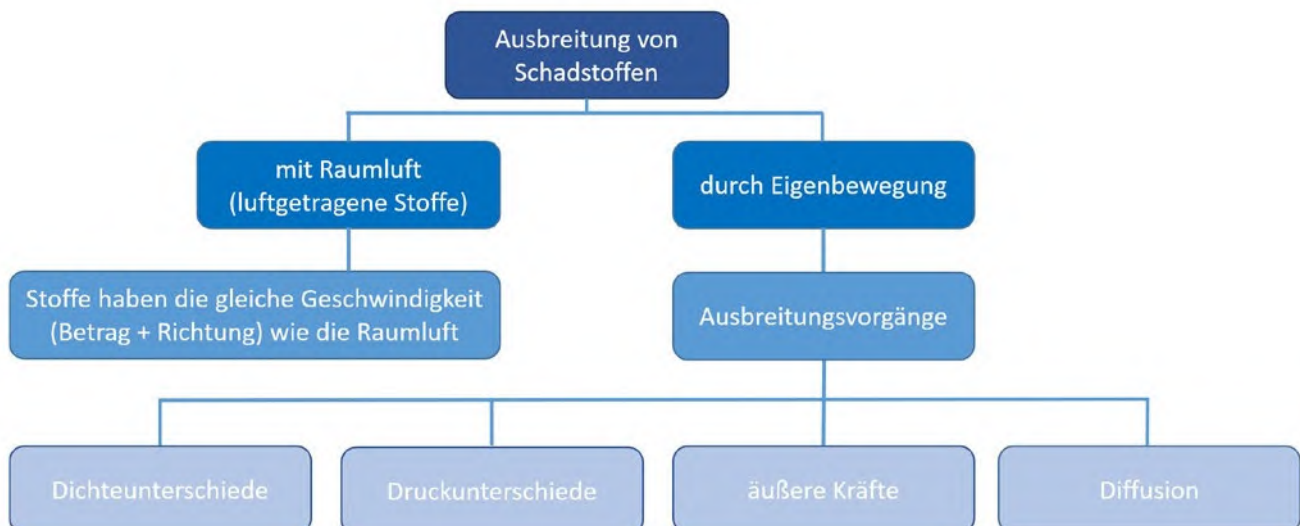 Ausbreitung von
Schadstoffen
mit Raumluft
(luftgetragene Stoffe)
durch Eigenbewegung
Stoffe haben die gleiche Geschwindigkeit
(Betrag + Richtung) wie die Raumluft
Ausbreitungsvorgänge
Dichteunterschiede
Druckunterschiede
äußere Kräfte
Diffusion